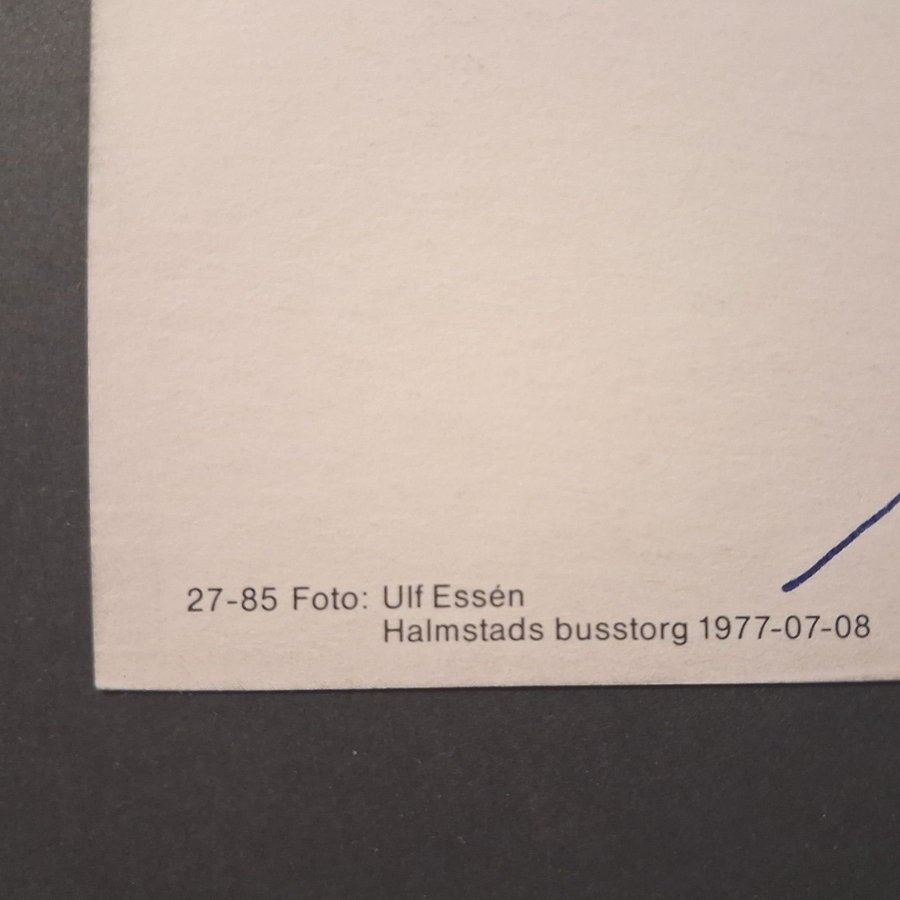 27-85 Foto: Ulf Essén
Halmstads busstorg 1977-07-08